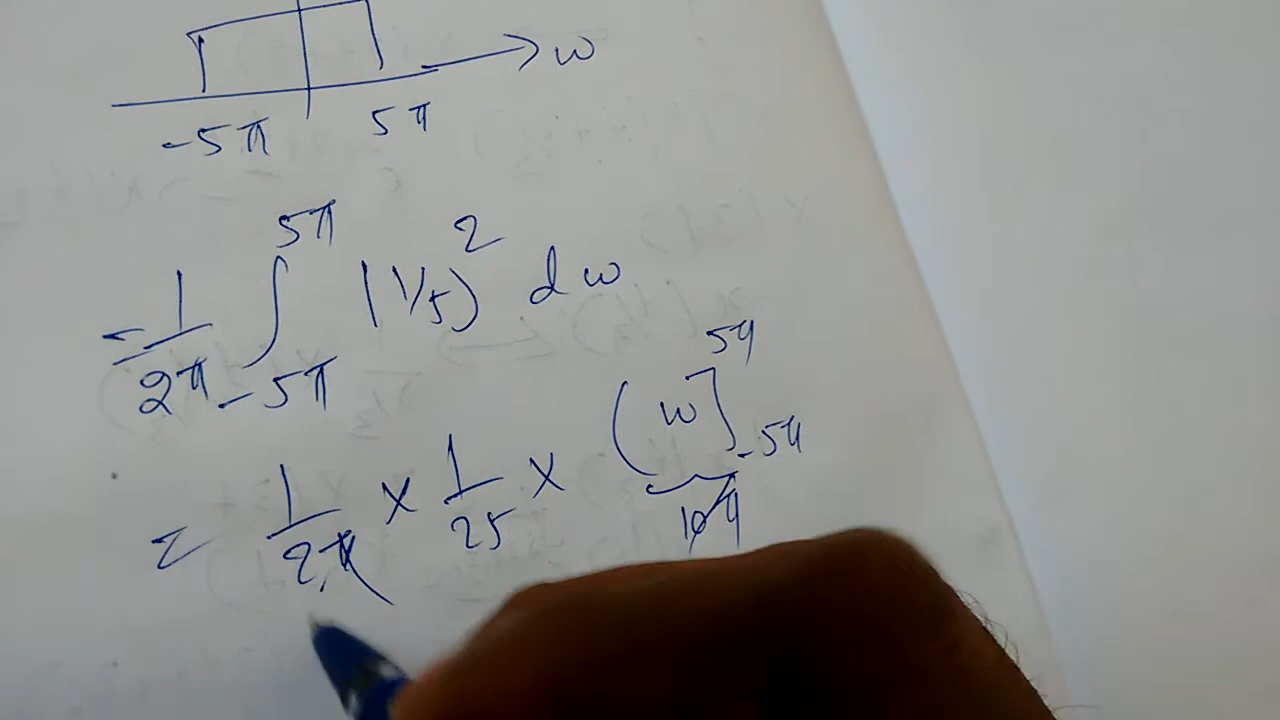 ω
-5π 5π
= 1/2π ∫_{-5π}^{5π} (1/5)^2 dω
= 1/2π × 1/25 × (ω]_{-5π}^{5π}
10π